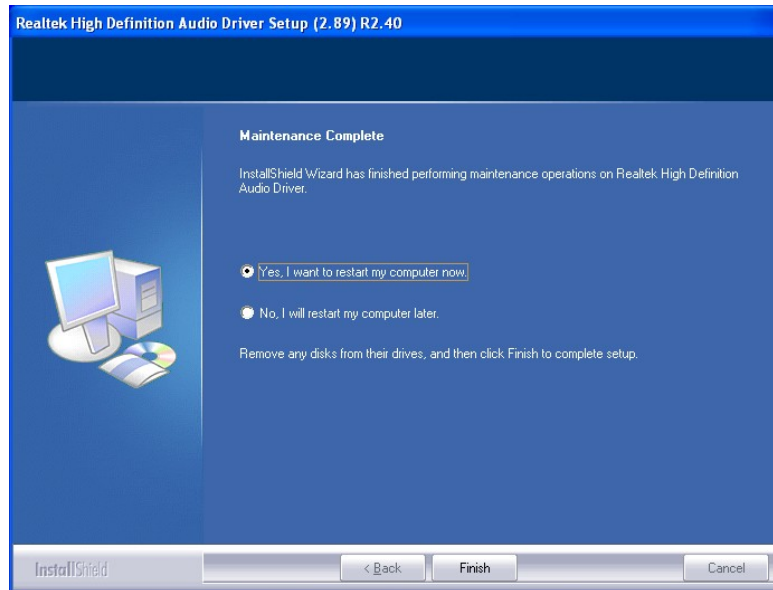 Realtek High Definition Audio Driver Setup (2.89) R2.40
Maintenance Complete
InstallShield Wizard has finished performing maintenance operations on Realtek High Definition
Audio Driver.
Yes, I want to restart my computer now.
No, I will restart my computer later.
Remove any disks from their drives, and then click Finish to complete setup.
InstallShield
< Back
Finish
Cancel